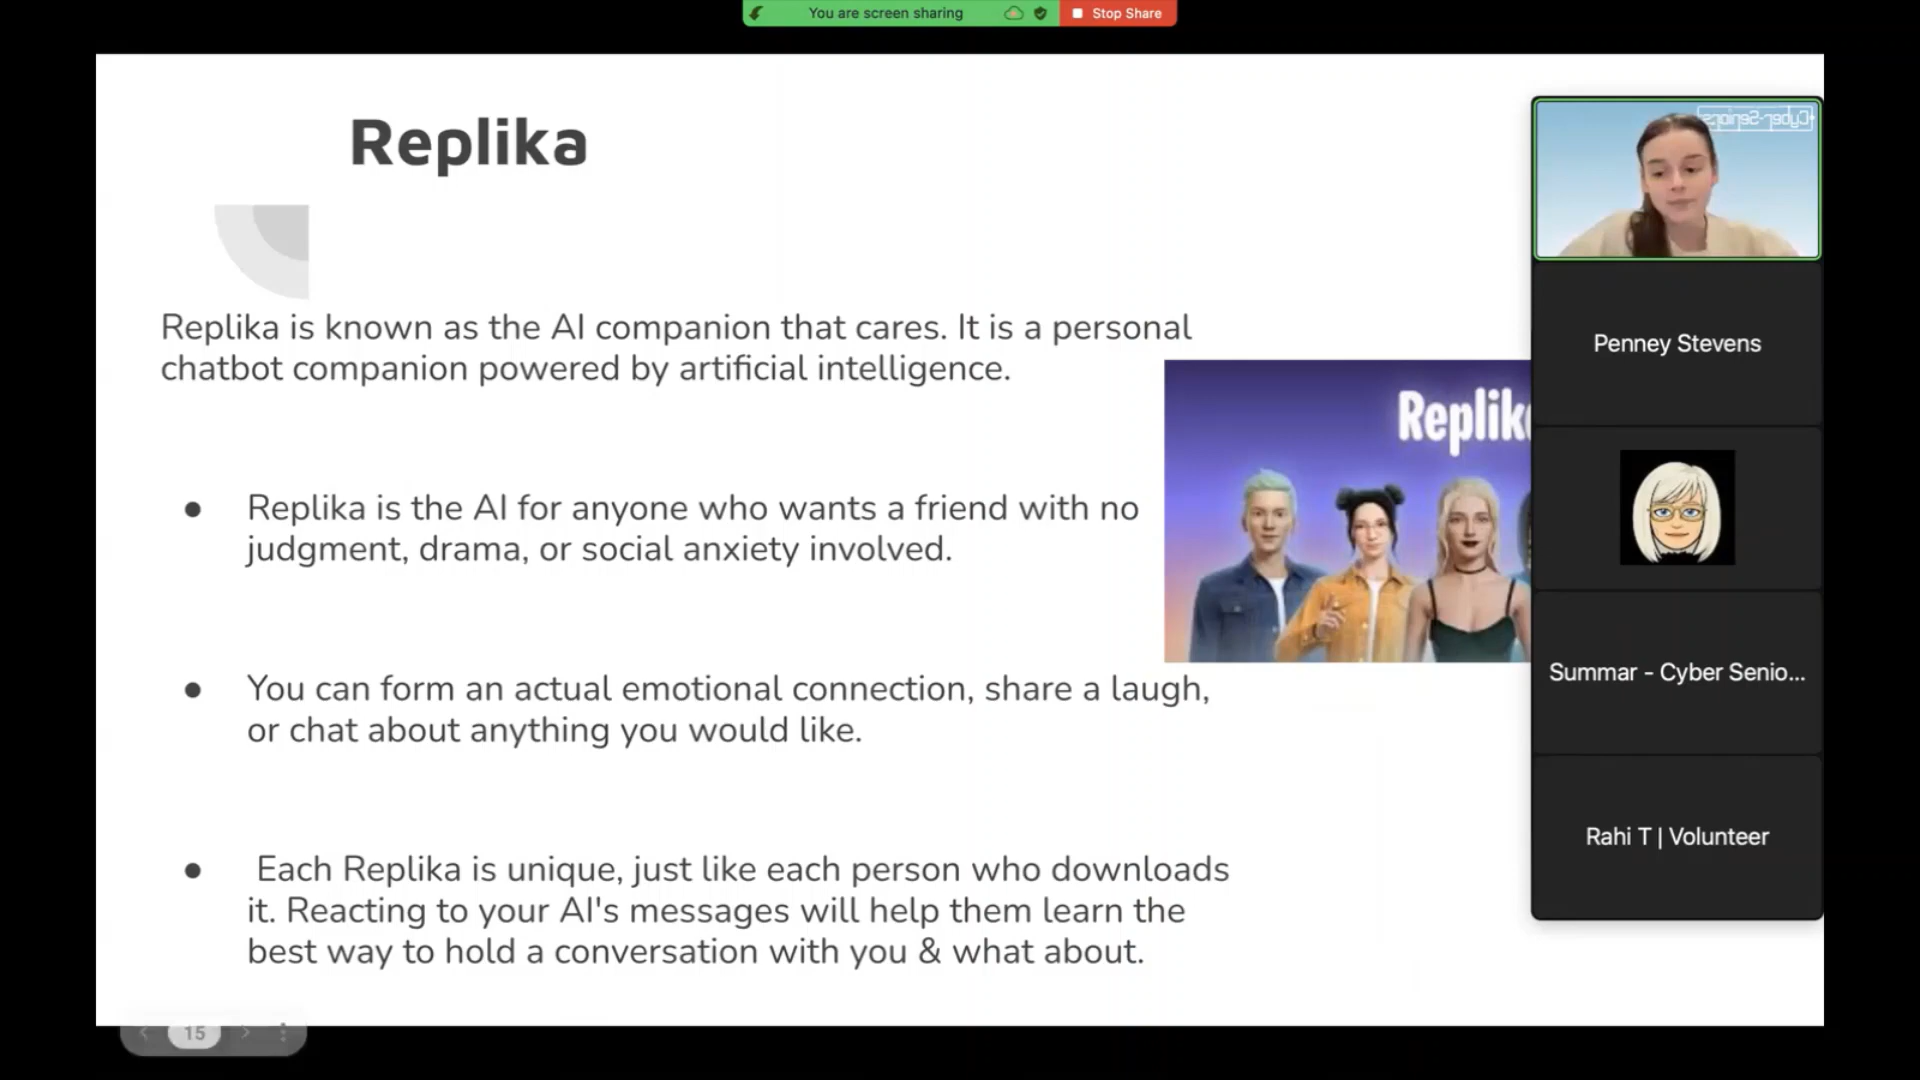 You are screen sharing
Stop Share
Replika
Cyber-Seniors
Replika is known as the AI companion that cares. It is a personal
chatbot companion powered by artificial intelligence.
Replik
● Replika is the AI for anyone who wants a friend with no
judgment, drama, or social anxiety involved.
● You can form an actual emotional connection, share a laugh,
or chat about anything you would like.
● Each Replika is unique, just like each person who downloads
it. Reacting to your AI's messages will help them learn the
best way to hold a conversation with you & what about.
Penney Stevens
Summar - Cyber Senio...
Rahi T | Volunteer
15